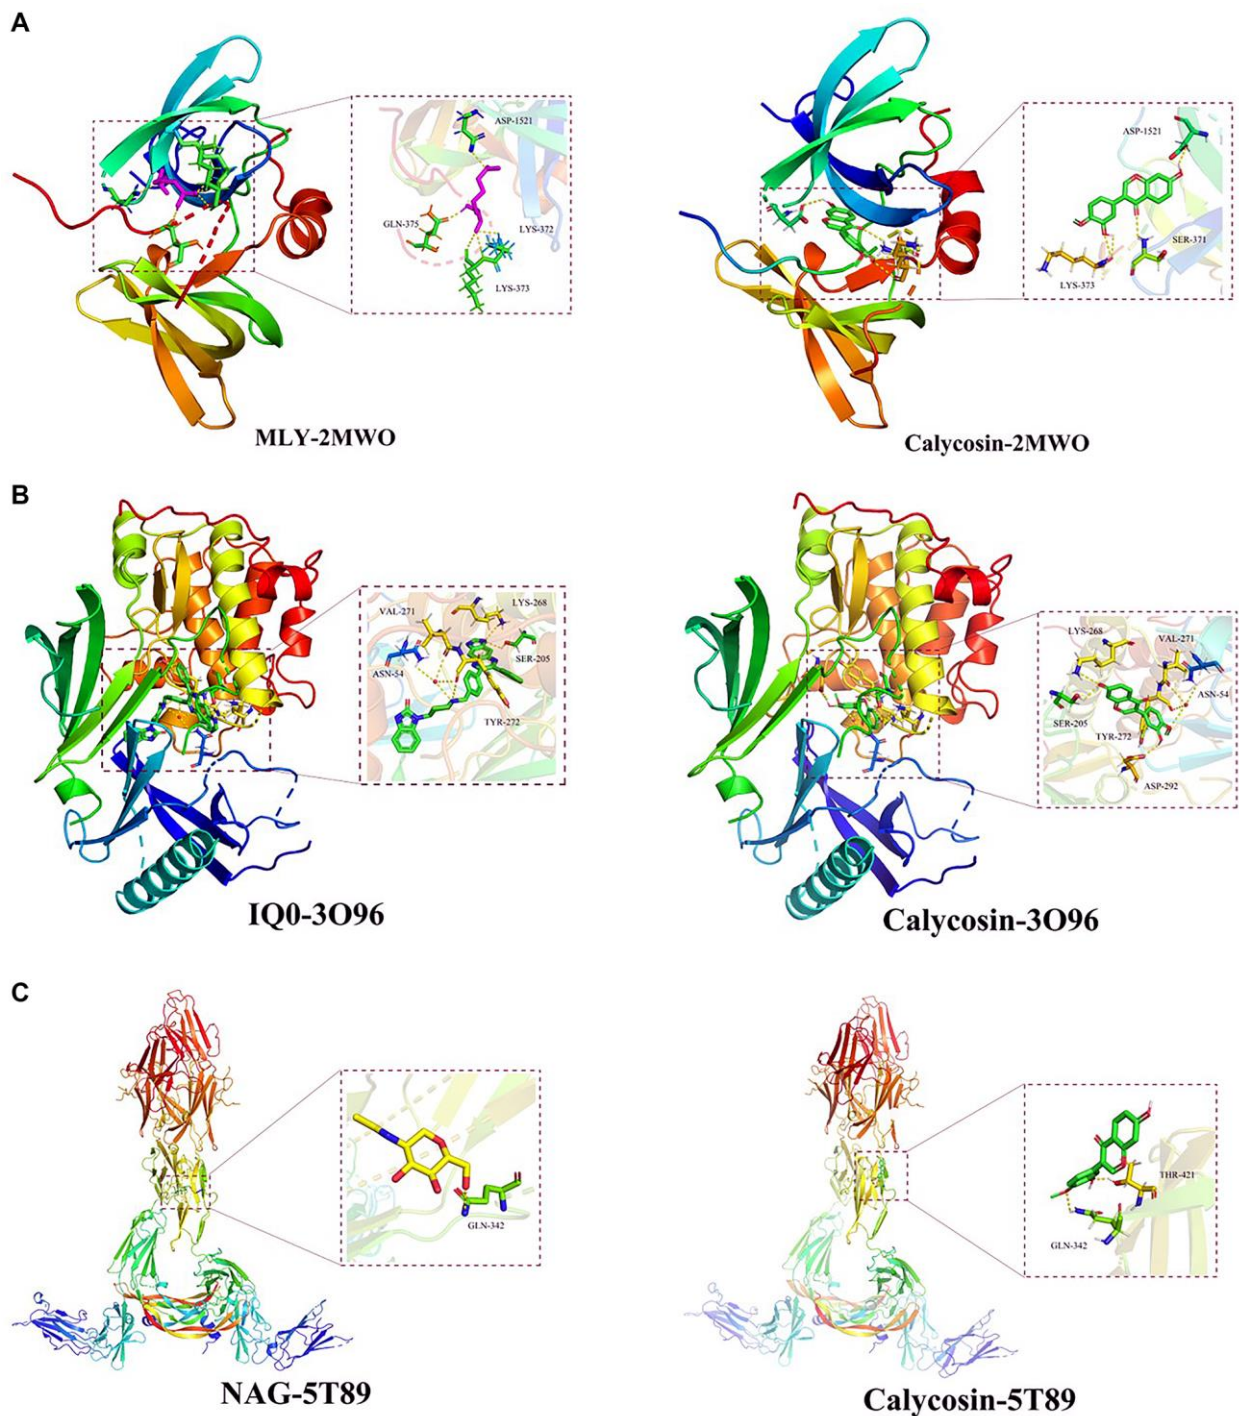 A
ASP-1521
GLN-375
LYS-372
LYS-373
MLY-2MWO
ASP-1521
SER-371
LYS-373
Calycosin-2MWO
B
VAL-271
LYS-268
ASN-54
SER-205
TYR-272
IQ0-3O96
LYS-268
VAL-271
ASN-54
SER-205
TYR-272
ASP-292
Calycosin-3O96
C
GLN-342
NAG-5T89
THR-421
GLN-342
Calycosin-5T89